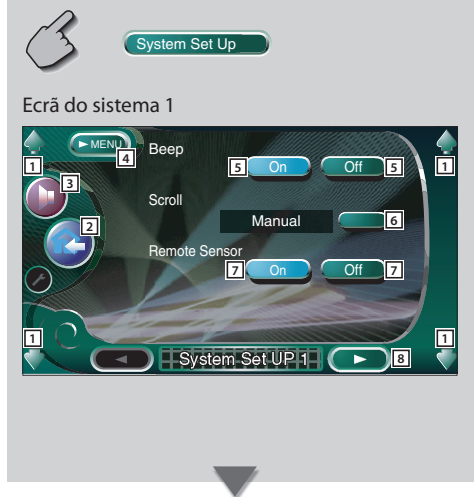 System Set Up
Ecrã do sistema 1
►MENU 4
1 1
Beep
5 On Off 5
3
Scroll
2
Manual 6
Remote Sensor
7 On Off 7
1 1
◄ System Set UP 1 ► 8